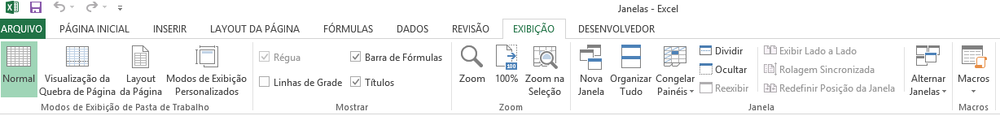 Janelas - Excel
ARQUIVO PÁGINA INICIAL INSERIR LAYOUT DA PÁGINA FÓRMULAS DADOS REVISÃO EXIBIÇÃO DESENVOLVEDOR
Normal
Visualização da
Quebra de Página
Layout
da Página
Modos de Exibição
Personalizados
Modos de Exibição de Pasta de Trabalho
Régua
Barra de Fórmulas
Linhas de Grade
Títulos
Mostrar
Zoom
100
100%
Zoom na
Seleção
Zoom
Nova
Janela
Organizar
Tudo
Congelar
Painéis
Dividir
Ocultar
Reexibir
Exibir Lado a Lado
Rolagem Sincronizada
Redefinir Posição da Janela
Alternar
Janelas
Janela
Macros
Macros